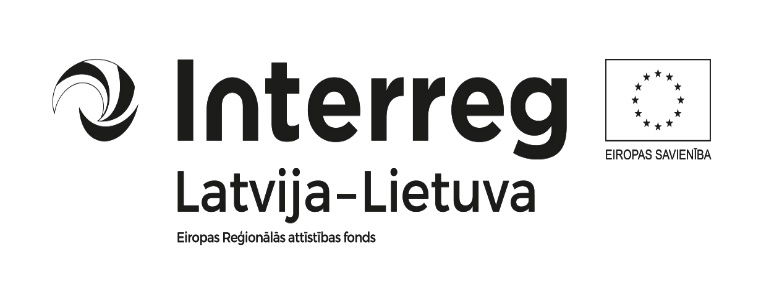 Interreg
Latvija–Lietuva
Eiropas Reģionālās attīstības fonds
EIROPAS SAVIENĪBA